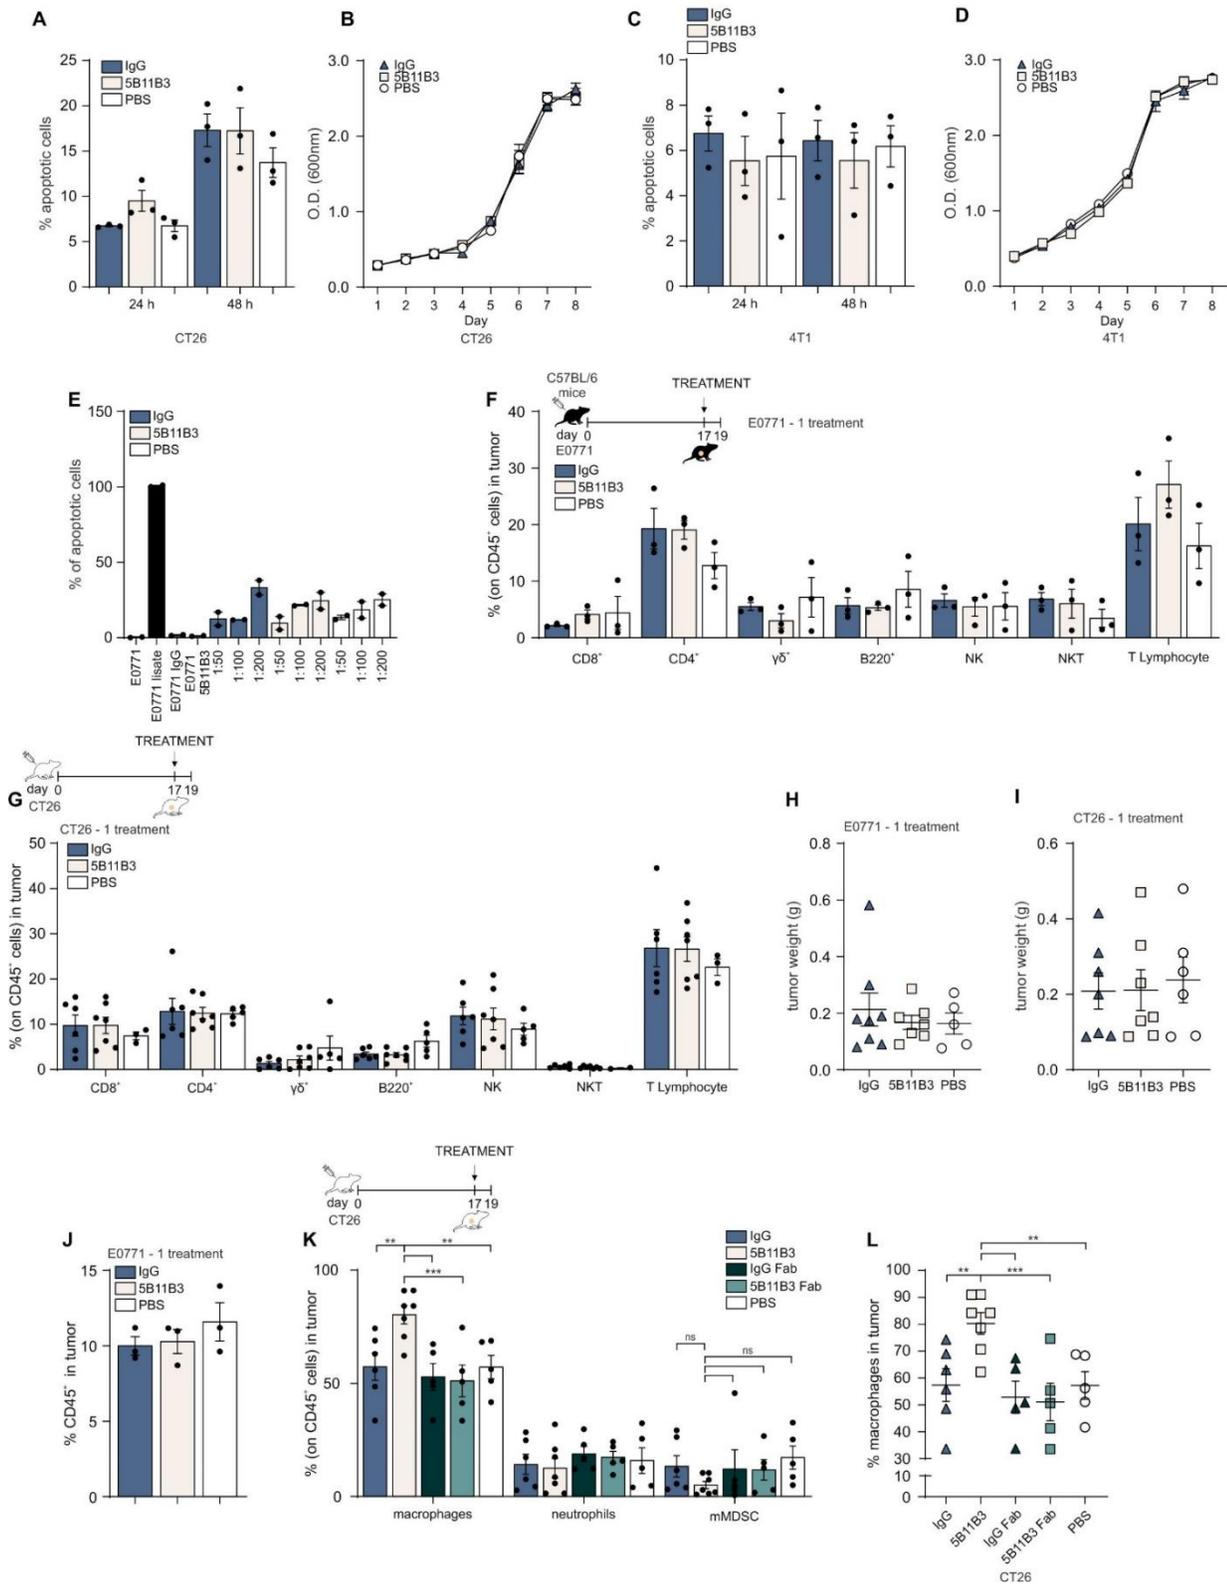 A
% apoptotic cells
25
20
15
10
5
0
IgG
5B11B3
PBS
24 h
48 h
CT26
B
O.D. (600nm)
3.0
2.0
1.0
0.0
IgG
5B11B3
PBS
1 2 3 4 5 6 7 8
Day
CT26
C
% apoptotic cells
10
8
6
4
2
0
IgG
5B11B3
PBS
24 h
48 h
4T1
D
O.D. (600nm)
3.0
2.0
1.0
0.0
IgG
5B11B3
PBS
1 2 3 4 5 6 7 8
Day
4T1
E
% of apoptotic cells
150
100
50
0
IgG
5B11B3
PBS
E0771
E0771 lisate
E0771 IgG
E0771
5B11B3
1:50
1:100
1:200
1:50
1:100
1:200
1:50
1:100
1:200
F
C57BL/6
mice
TREATMENT
day 0
17 19
E0771
E0771 - 1 treatment
% (on CD45+ cells) in tumor
40
30
20
10
0
IgG
5B11B3
PBS
CD8+
CD4+
γδ+
B220+
NK
NKT
T Lymphocyte
TREATMENT
day 0
17 19
CT26
G
CT26 - 1 treatment
% (on CD45+ cells) in tumor
50
40
30
20
10
0
IgG
5B11B3
PBS
CD8+
CD4+
γδ+
B220+
NK
NKT
T Lymphocyte
H
E0771 - 1 treatment
tumor weight (g)
0.8
0.6
0.4
0.2
0.0
IgG 5B11B3 PBS
I
CT26 - 1 treatment
tumor weight (g)
0.6
0.4
0.2
0.0
IgG 5B11B3 PBS
J
E0771 - 1 treatment
% CD45+ in tumor
15
10
5
0
IgG
5B11B3
PBS
TREATMENT
day 0
17 19
CT26
K
% (on CD45+ cells) in tumor
100
50
0
** **
***
ns
ns
IgG
5B11B3
IgG Fab
5B11B3 Fab
PBS
macrophages
neutrophils
mMDSC
L
% macrophages in tumor
100
90
80
70
60
50
40
30
10
0
**
** ***
IgG
5B11B3
IgG Fab
5B11B3 Fab
PBS
CT26